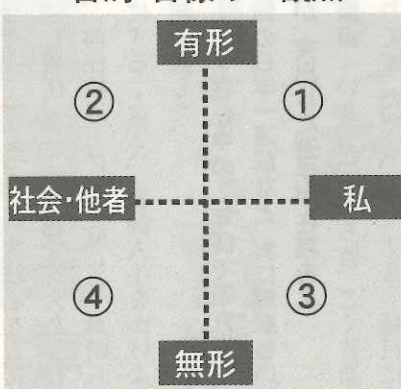 有形
② ①
社会・他者 私
④ ③
無形